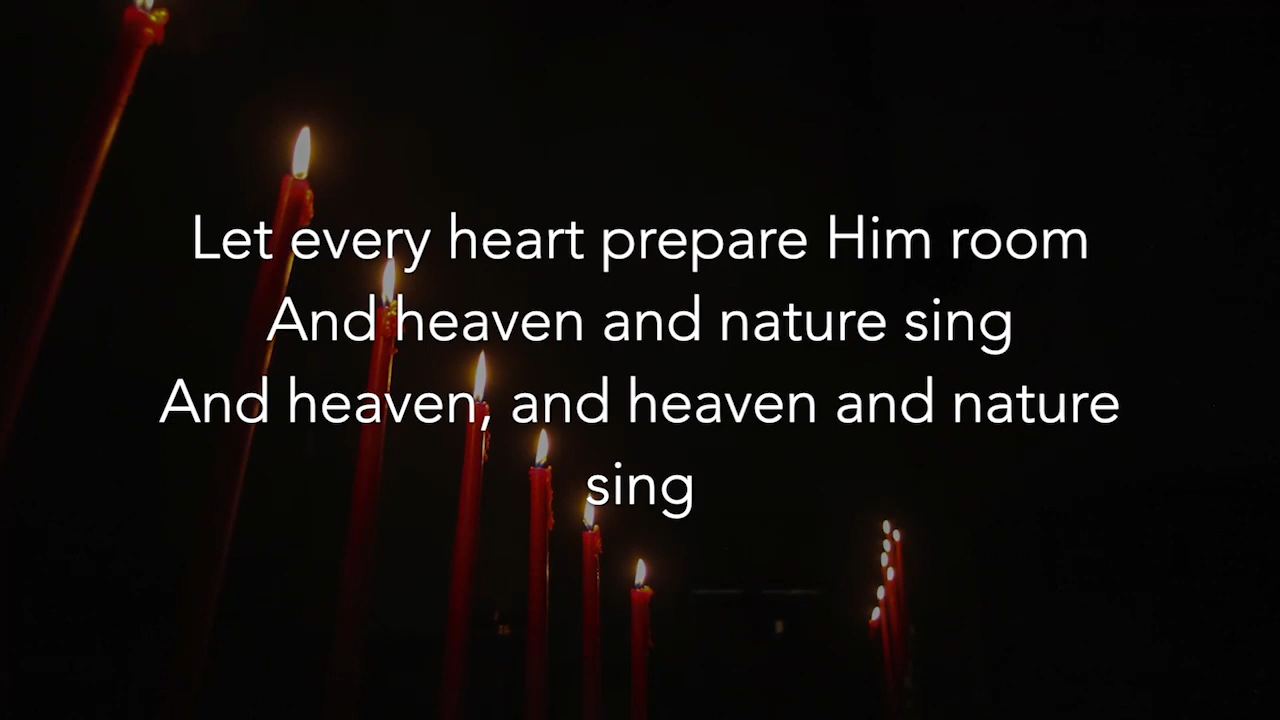 Let every heart prepare Him room
And heaven and nature sing
And heaven, and heaven and nature
sing